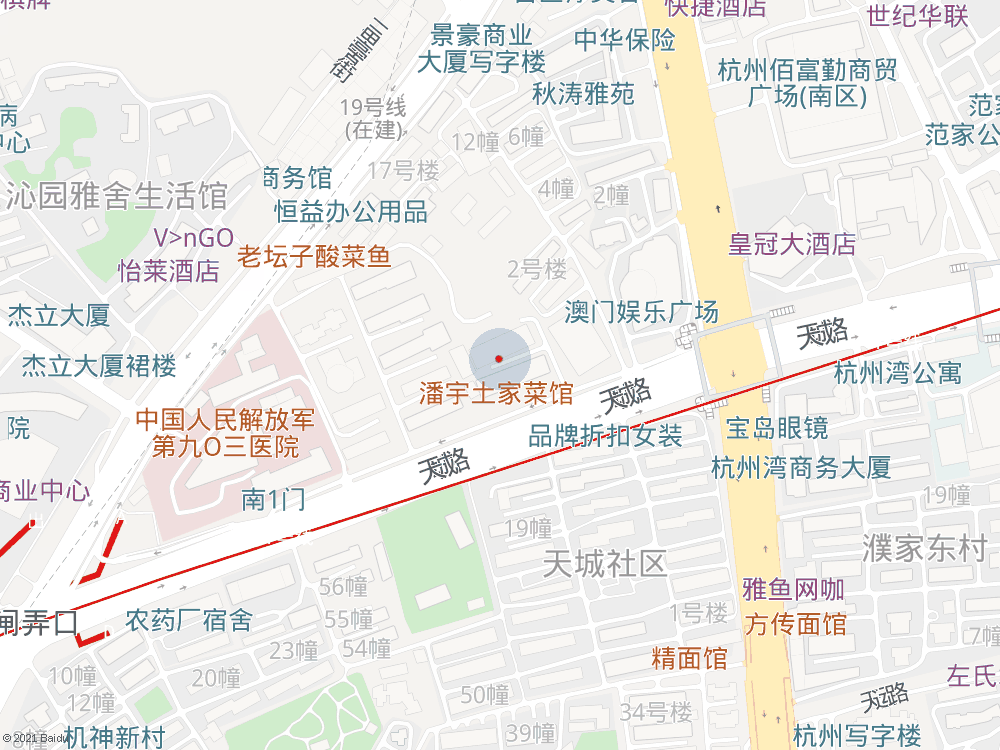 棋牌
快捷酒店
世纪华联
景豪商业
大厦写字楼
中华保险
秋涛雅苑
杭州佰富勤商贸
广场(南区)
范家
范家公
19号线
(在建)
12幢
6幢
病
中心
17号楼
商务馆
4幢
2幢
沁园雅舍生活馆
恒益办公用品
V>nGO
怡莱酒店
老坛子酸菜鱼
皇冠大酒店
2号楼
杰立大厦
澳门娱乐广场
天城路
杰立大厦裙楼
杭州湾公寓
潘宇土家菜馆
天城路
中国人民解放军
第九O三医院
院
品牌折扣女装
宝岛眼镜
天城路
杭州湾商务大厦
商业中心
南1门
19幢
19幢
天城社区
濮家东村
56幢
雅鱼网咖
闸弄口
农药厂宿舍
55幢
1号楼
方传面馆
23幢
54幢
精面馆
7幢
10幢
20幢
左氏
12幢
50幢
34号楼
机神新村
39幢
杭州写字楼
© 2021 Baidu